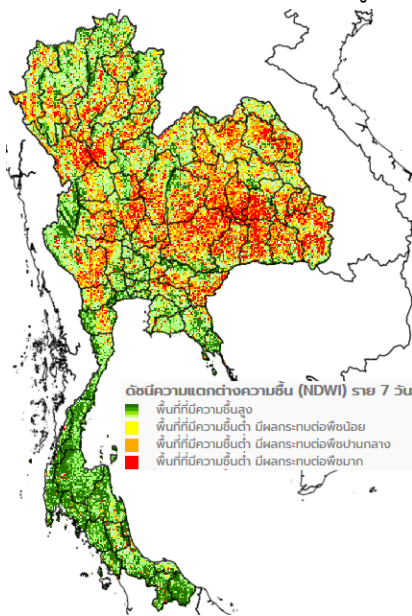 ดัชนีความแตกต่างความชื้น (NDWI) ราย 7 วัน
พื้นที่ที่มีความชื้นสูง
พื้นที่ที่มีความชื้นต่ำ มีผลกระทบต่อพืชน้อย
พื้นที่ที่มีความชื้นต่ำ มีผลกระทบต่อพืชปานกลาง
พื้นที่ที่มีความชื้นต่ำ มีผลกระทบต่อพืชมาก